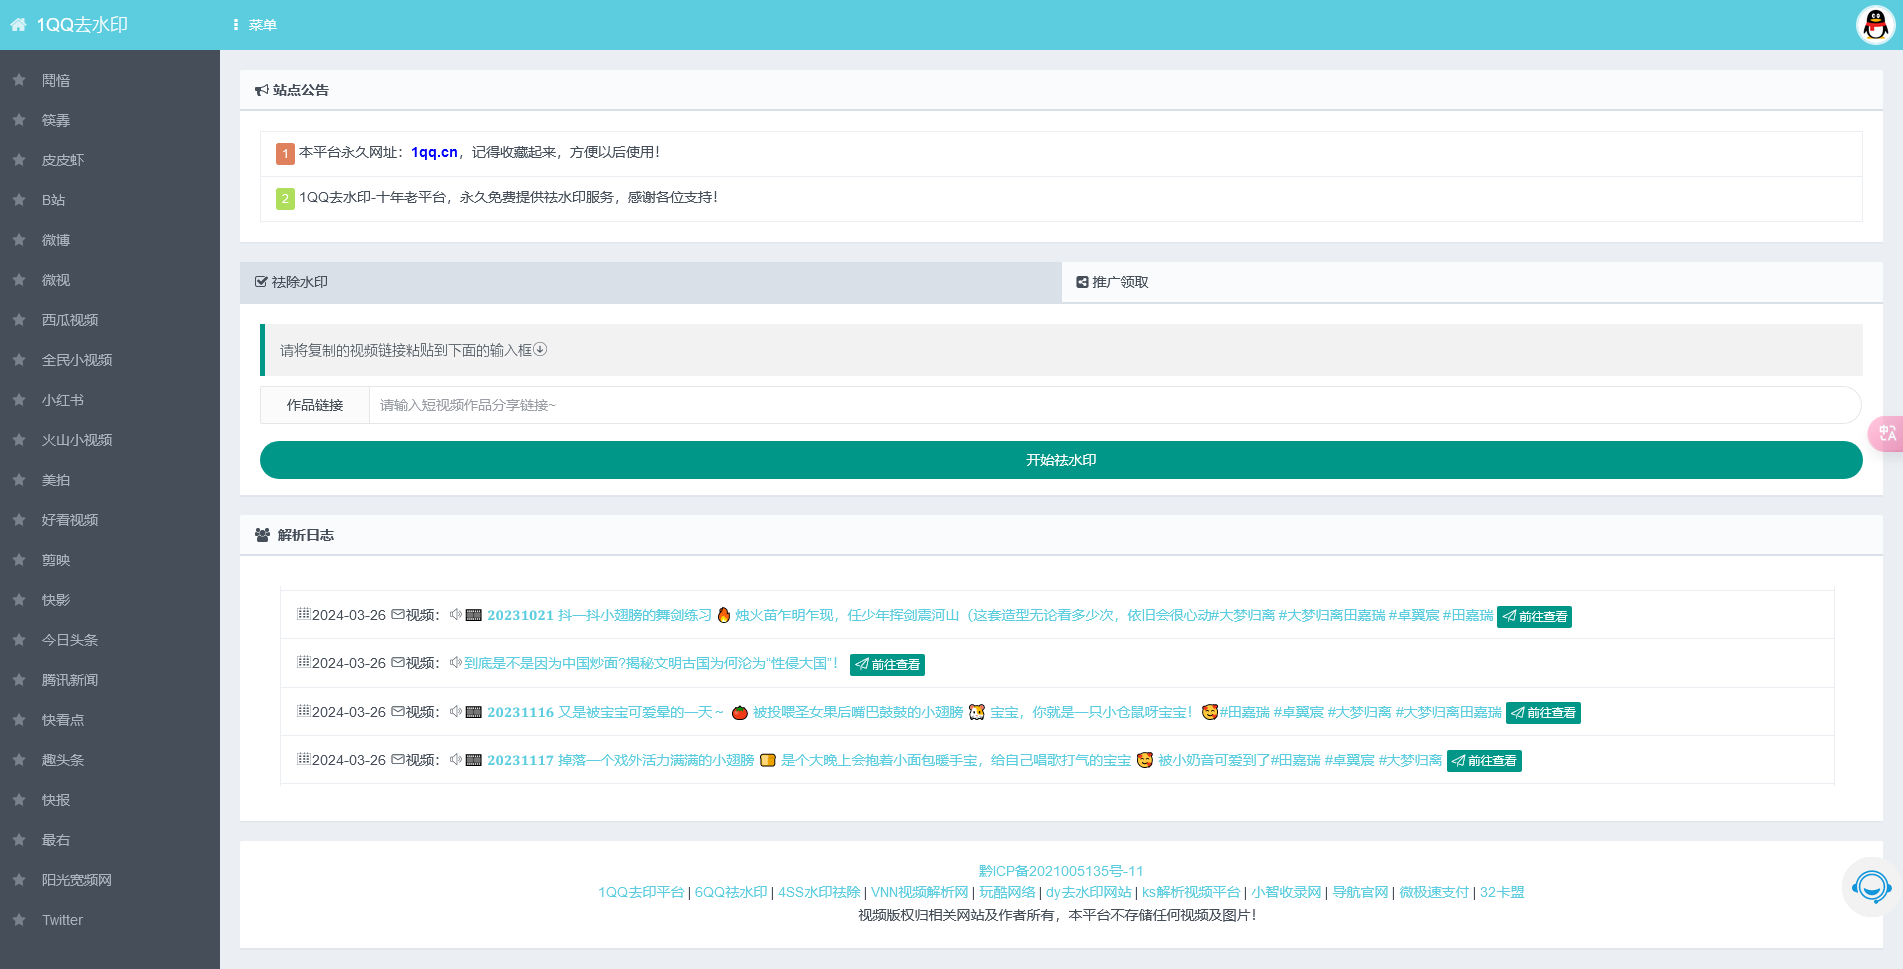 1QQ去水印
菜单
鬦愔
筷馵
皮皮虾
B站
微博
微视
西瓜视频
全民小视频
小红书
火山小视频
美拍
好看视频
剪映
快影
今日头条
腾讯新闻
快看点
趣头条
快报
最右
阳光宽频网
Twitter
站点公告
1 本平台永久网址：1qq.cn，记得收藏起来，方便以后使用！
2 1QQ去水印-十年老平台，永久免费提供祛水印服务，感谢各位支持！
祛除水印
推广领取
请将复制的视频链接粘贴到下面的输入框
作品链接 请输入短视频作品分享链接~
开始祛水印
解析日志
2024-03-26 视频： 20231021 抖一抖小翅膀的舞剑练习 🔥 烛火苗乍明乍现，任少年挥剑震河山（这套造型无论看多少次，依旧会很心动#大梦归离 #大梦归离田嘉瑞 #卓翼宸 #田嘉瑞 前往查看
2024-03-26 视频： 到底是不是因为中国炒面?揭秘文明古国为何沦为“性侵大国”！ 前往查看
2024-03-26 视频： 20231116 又是被宝宝可爱晕的一天～ 🍅 被投喂圣女果后嘴巴鼓鼓的小翅膀 🐹 宝宝，你就是一只小仓鼠呀宝宝！🥰#田嘉瑞 #卓翼宸 #大梦归离 #大梦归离田嘉瑞 前往查看
2024-03-26 视频： 20231117 掉落一个戏外活力满满的小翅膀 🍞 是个大晚上会抱着小面包暖手宝，给自己唱歌打气的宝宝 🥰 被小奶音可爱到了#田嘉瑞 #卓翼宸 #大梦归离 前往查看
黔ICP备2021005135号-11
1QQ去印平台 | 6QQ祛水印 | 4SS水印祛除 | VNN视频解析网 | 玩酷网络 | dy去水印网站 | ks解析视频平台 | 小智收录网 | 导航官网 | 微极速支付 | 32卡盟
视频版权归相关网站及作者所有，本平台不存储任何视频及图片！